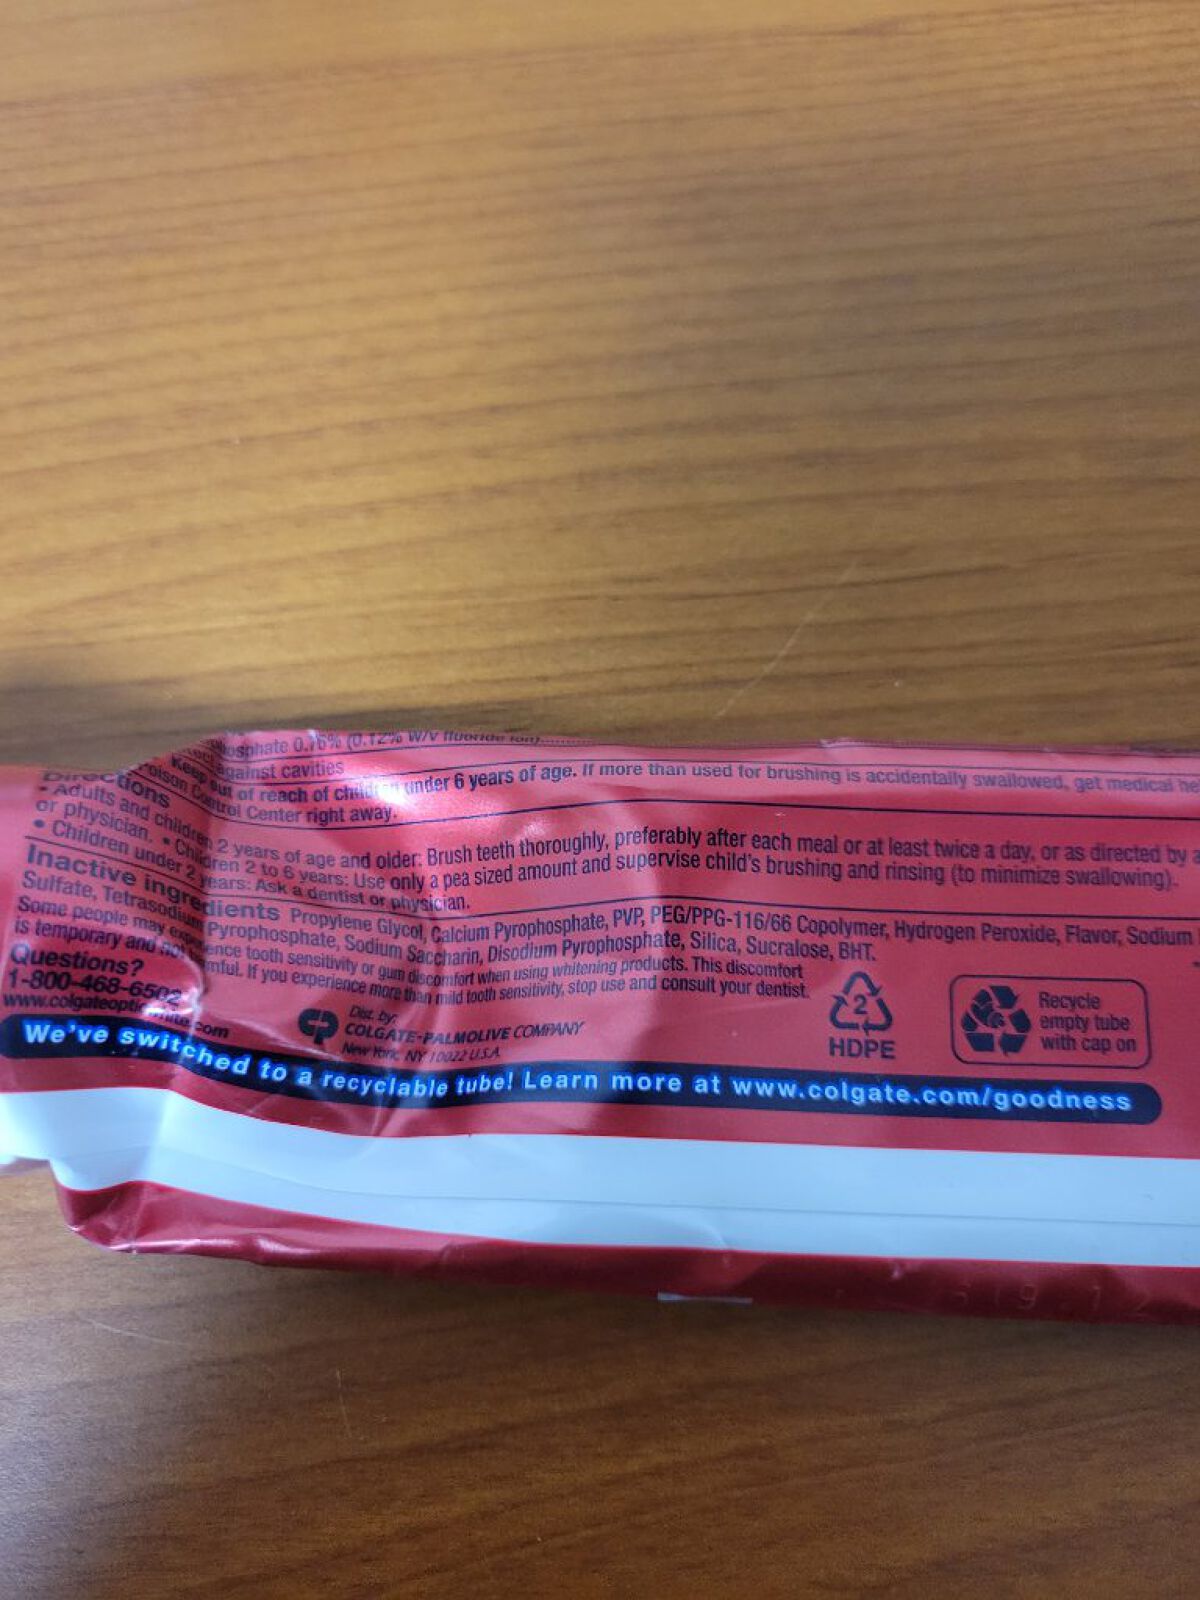 0.76% (0.12% w/v fluoride ion)
against cavities
Keep out of reach of children under 6 years of age. If more than used for brushing is accidentally swallowed, get medical
Poison Control Center right away.
Directions
• Adults and children 2 years of age and older: Brush teeth thoroughly, preferably after each meal or at least twice a day, or as directed by
or physician. • Children 2 to 6 years: Use only a pea sized amount and supervise child's brushing and rinsing (to minimize swallowing).
• Children under 2 years: Ask a dentist or physician.
Inactive ingredients Propylene Glycol, Calcium Pyrophosphate, PVP, PEG/PPG-116/66 Copolymer, Hydrogen Peroxide, Flavor, Sodium
Sulfate, Tetrasodium Pyrophosphate, Sodium Saccharin, Disodium Pyrophosphate, Silica, Sucralose, BHT.
Some people may experience tooth sensitivity or gum discomfort when using whitening products. This discomfort
is temporary and not harmful. If you experience more than mild tooth sensitivity, stop use and consult your dentist.
Questions?
1-800-468-6502
www.colgateopticwhite.com
Dist. by:
COLGATE-PALMOLIVE COMPANY
New York, NY 10022 U.S.A.
2
HDPE
Recycle
empty tube
with cap on
We've switched to a recyclable tube! Learn more at www.colgate.com/goodness